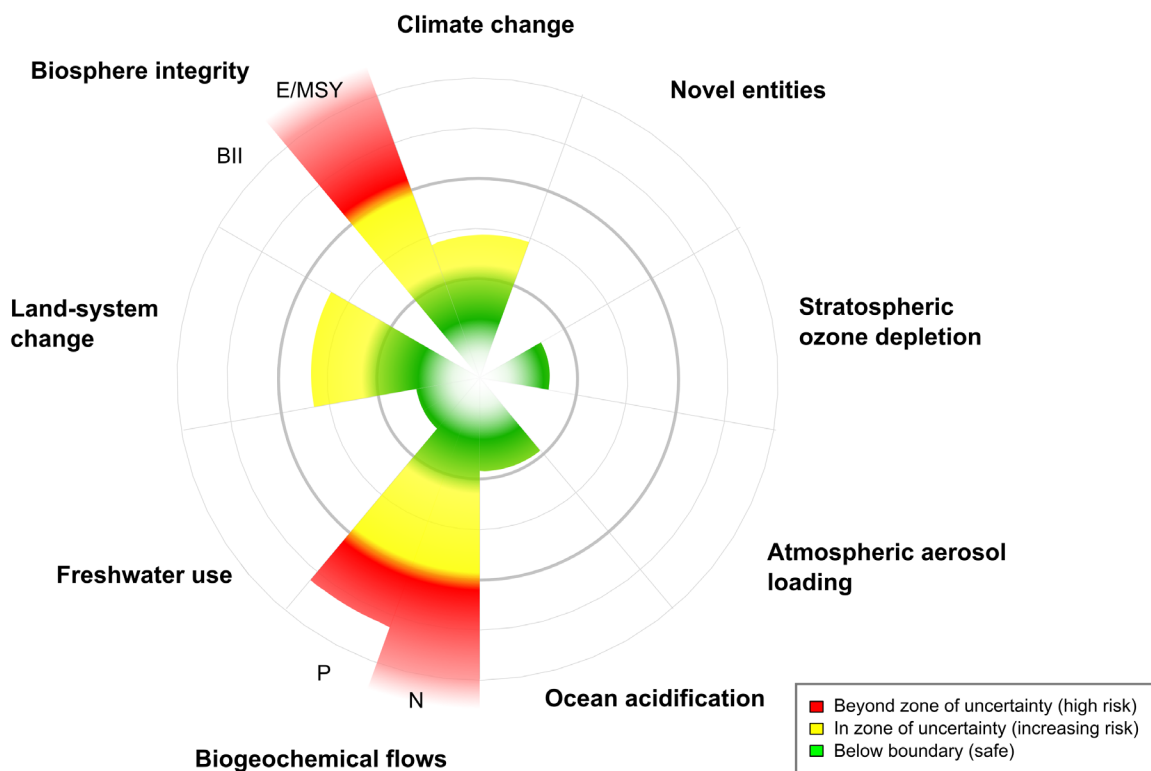 Climate change
Biosphere integrity
E/MSY
Novel entities
BII
Land-system
change
Stratospheric
ozone depletion
Freshwater use
Atmospheric aerosol
loading
P
N
Ocean acidification
Biogeochemical flows
Beyond zone of uncertainty (high risk)
In zone of uncertainty (increasing risk)
Below boundary (safe)